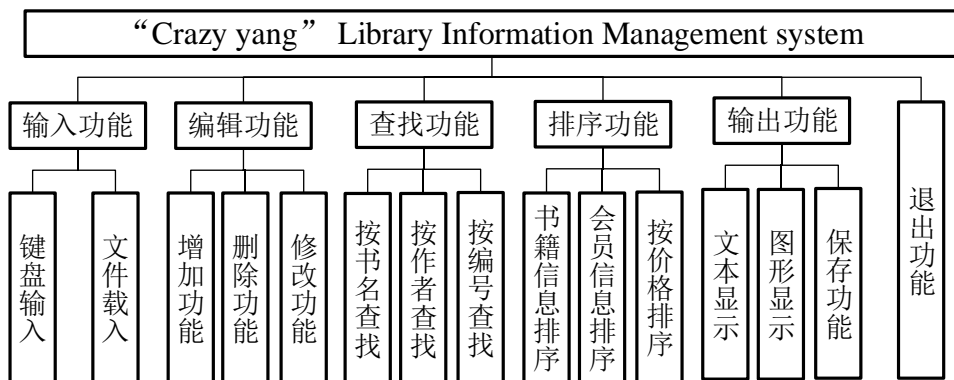 “Crazy yang” Library Information Management system
输入功能
编辑功能
查找功能
排序功能
输出功能
退出功能
键盘输入
文件载入
增加功能
删除功能
修改功能
按书名查找
按作者查找
按编号查找
书籍信息排序
会员信息排序
按价格排序
文本显示
图形显示
保存功能